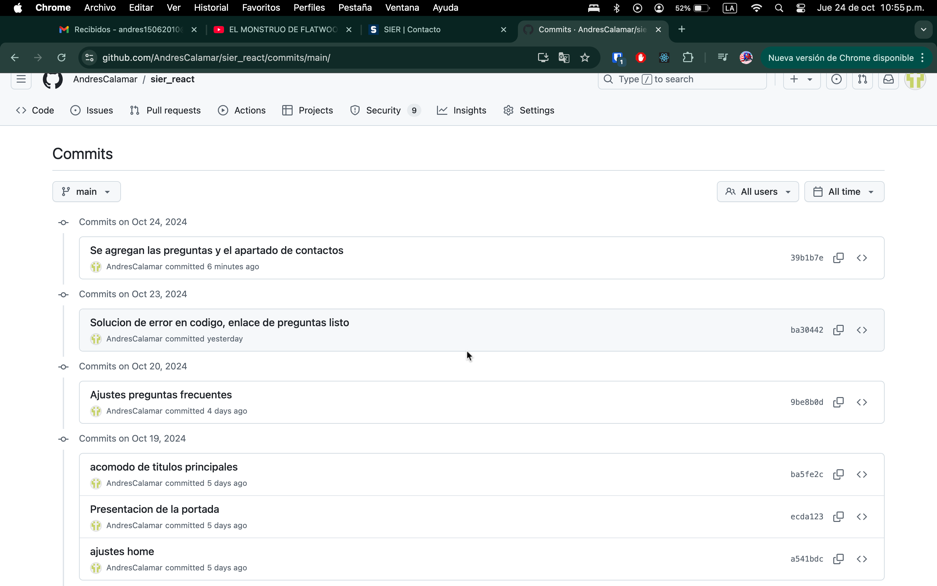 Chrome Archivo Editar Ver Historial Favoritos Perfiles Pestaña Ventana Ayuda 52% LA Jue 24 de oct 10:55 p.m.
Recibidos - andres15062010 EL MONSTRUO DE FLATWOO SIER | Contacto Commits · AndresCalamar/sie
github.com/AndresCalamar/sier_react/commits/main/ Nueva versión de Chrome disponible
AndresCalamar / sier_react Type / to search
Code Issues Pull requests Actions Projects Security 9 Insights Settings
Commits
main All users All time
Commits on Oct 24, 2024
Se agregan las preguntas y el apartado de contactos
AndresCalamar committed 6 minutes ago 39b1b7e
Commits on Oct 23, 2024
Solucion de error en codigo, enlace de preguntas listo
AndresCalamar committed yesterday ba30442
Commits on Oct 20, 2024
Ajustes preguntas frecuentes
AndresCalamar committed 4 days ago 9be8b0d
Commits on Oct 19, 2024
acomodo de titulos principales
AndresCalamar committed 5 days ago ba5fe2c
Presentacion de la portada
AndresCalamar committed 5 days ago ecda123
ajustes home
AndresCalamar committed 5 days ago a541bdc